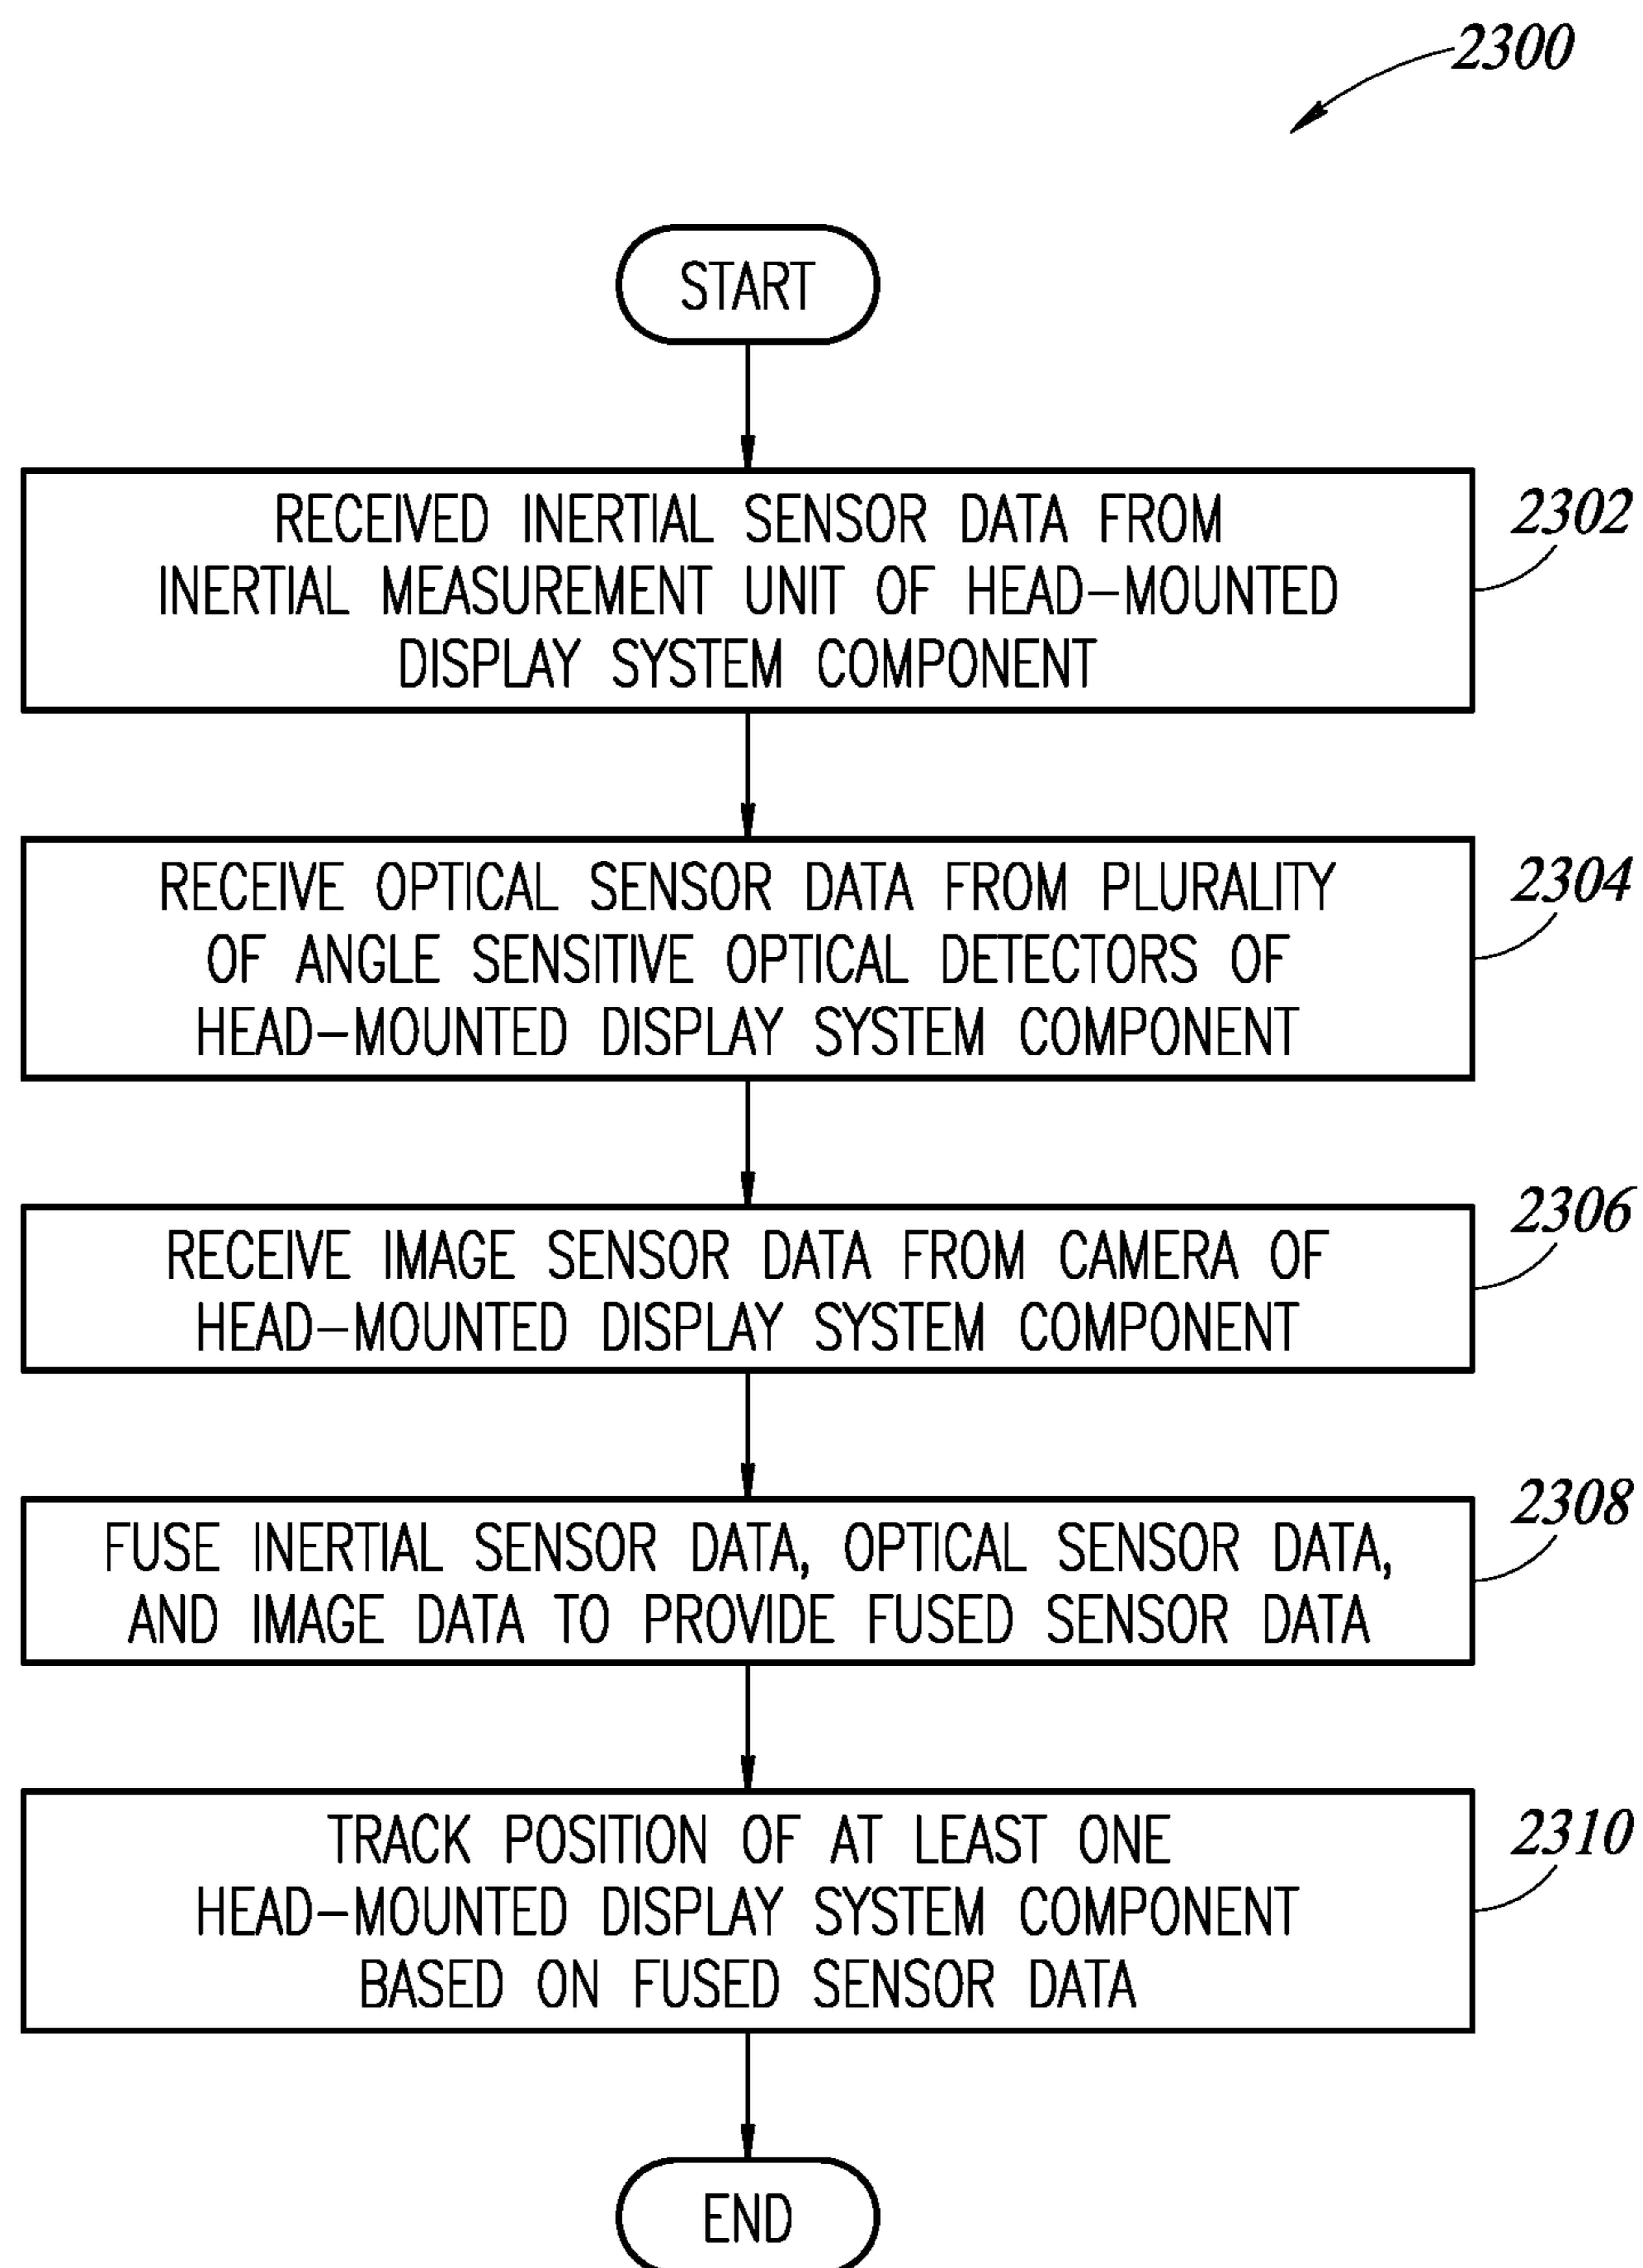 2300
START
RECEIVED INERTIAL SENSOR DATA FROM
INERTIAL MEASUREMENT UNIT OF HEAD-MOUNTED
DISPLAY SYSTEM COMPONENT
2302
RECEIVE OPTICAL SENSOR DATA FROM PLURALITY
OF ANGLE SENSITIVE OPTICAL DETECTORS OF
HEAD-MOUNTED DISPLAY SYSTEM COMPONENT
2304
RECEIVE IMAGE SENSOR DATA FROM CAMERA OF
HEAD-MOUNTED DISPLAY SYSTEM COMPONENT
2306
FUSE INERTIAL SENSOR DATA, OPTICAL SENSOR DATA,
AND IMAGE DATA TO PROVIDE FUSED SENSOR DATA
2308
TRACK POSITION OF AT LEAST ONE
HEAD-MOUNTED DISPLAY SYSTEM COMPONENT
BASED ON FUSED SENSOR DATA
2310
END